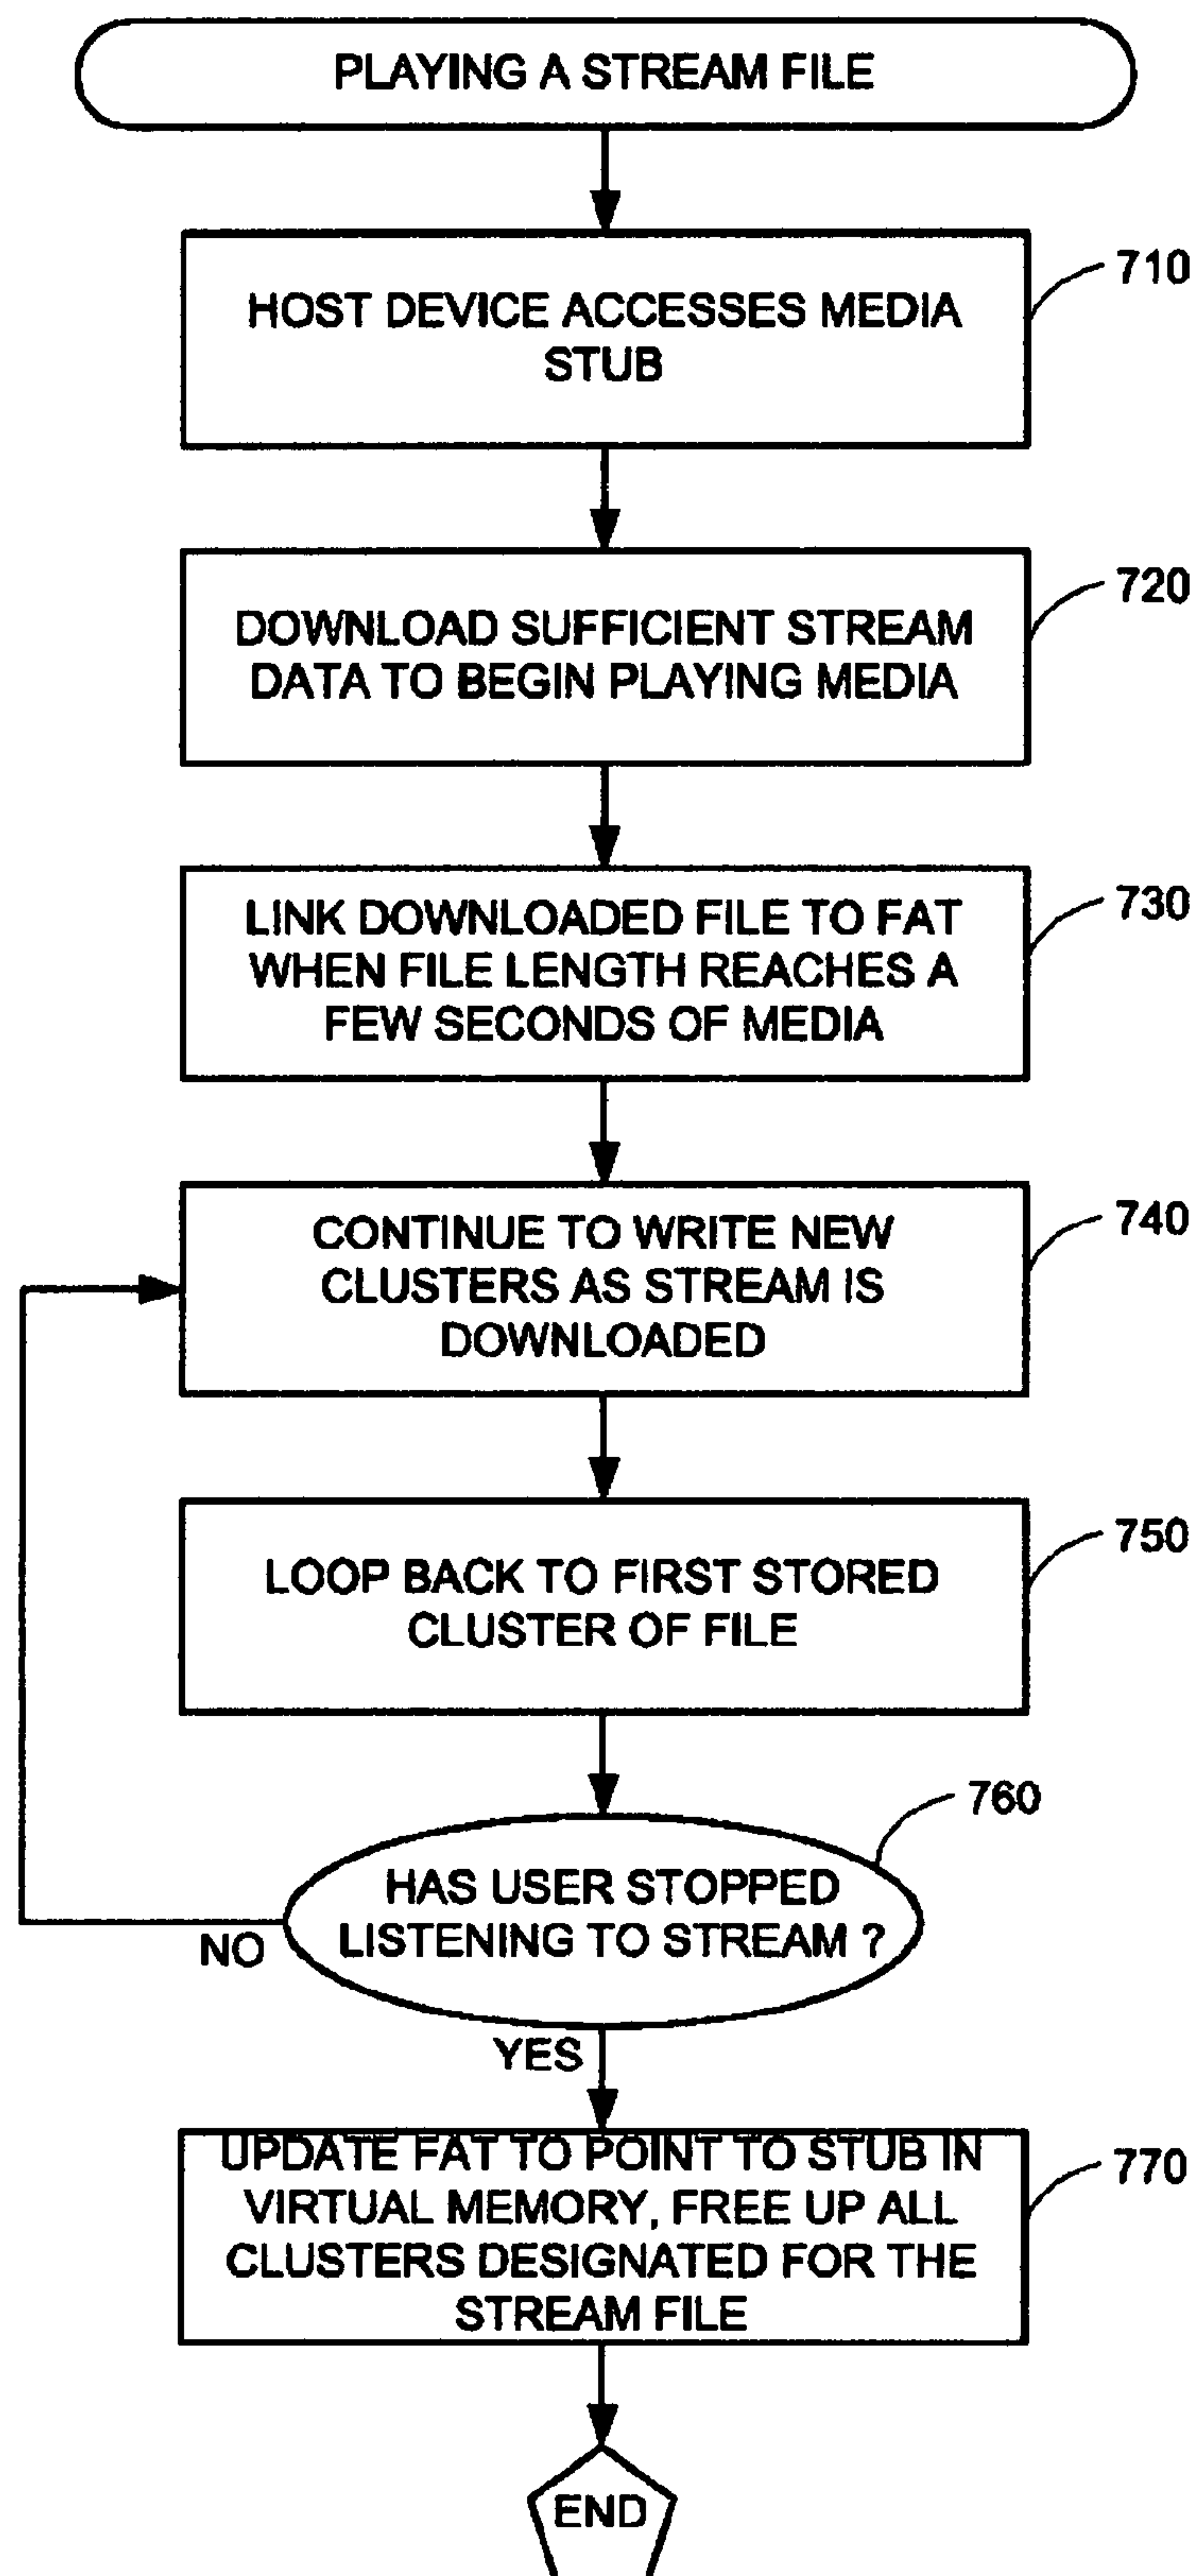 PLAYING A STREAM FILE
HOST DEVICE ACCESSES MEDIA
STUB
710
DOWNLOAD SUFFICIENT STREAM
DATA TO BEGIN PLAYING MEDIA
720
LINK DOWNLOADED FILE TO FAT
WHEN FILE LENGTH REACHES A
FEW SECONDS OF MEDIA
730
CONTINUE TO WRITE NEW
CLUSTERS AS STREAM IS
DOWNLOADED
740
LOOP BACK TO FIRST STORED
CLUSTER OF FILE
750
760
HAS USER STOPPED
LISTENING TO STREAM ?
NO
YES
UPDATE FAT TO POINT TO STUB IN
VIRTUAL MEMORY, FREE UP ALL
CLUSTERS DESIGNATED FOR THE
STREAM FILE
770
END